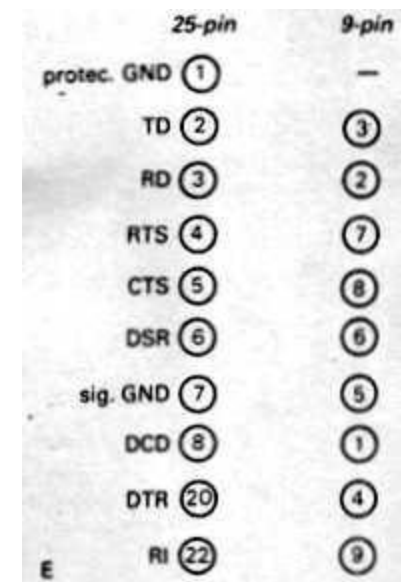 25-pin 9-pin
protec. GND 1 —
TD 2 3
RD 3 2
RTS 4 7
CTS 5 8
DSR 6 6
sig. GND 7 5
DCD 8 1
DTR 20 4
RI 22 9
E